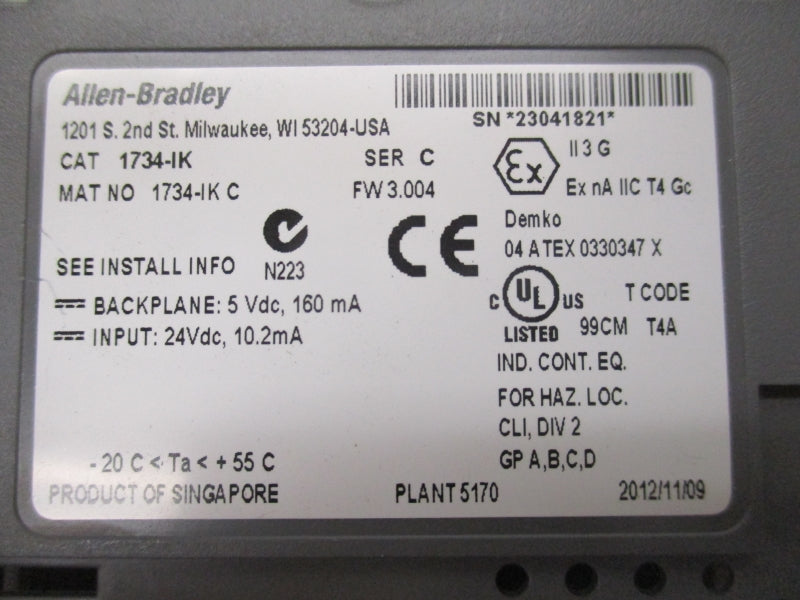 Allen-Bradley
1201 S. 2nd St. Milwaukee, WI 53204-USA
SN *23041821*
CAT 1734-IK SER C
MAT NO 1734-IK C FW 3.004
Ex II 3 G
Ex nA IIC T4 Gc
Demko
04 ATEX 0330347 X
SEE INSTALL INFO N223 CE
BACKPLANE: 5 Vdc, 160 mA
INPUT: 24Vdc, 10.2mA
C UL US T CODE
LISTED 99CM T4A
IND. CONT. EQ.
FOR HAZ. LOC.
CLI, DIV 2
GP A,B,C,D
- 20 C < Ta < + 55 C
PRODUCT OF SINGAPORE PLANT 5170 2012/11/09